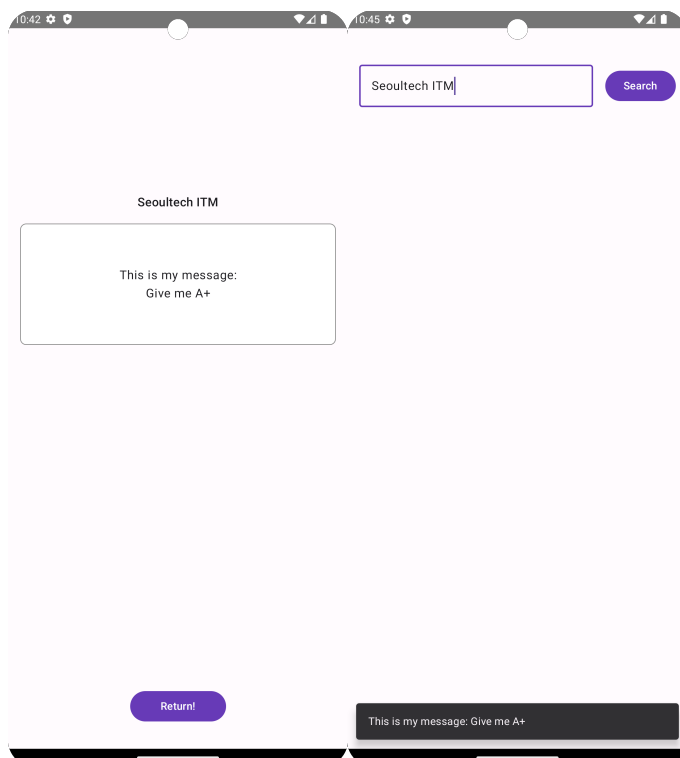 10:42
Seoultech ITM
This is my message:
Give me A+
Return!
10:45
Seoultech ITM
Search
This is my message: Give me A+